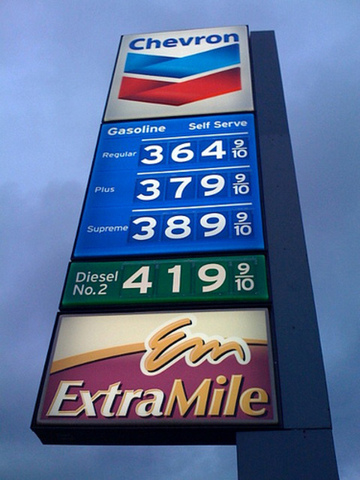 Chevron
Gasoline Self Serve
Regular 364 9/10
Plus 379 9/10
Supreme 389 9/10
Diesel No.2 419 9/10
Em
ExtraMile